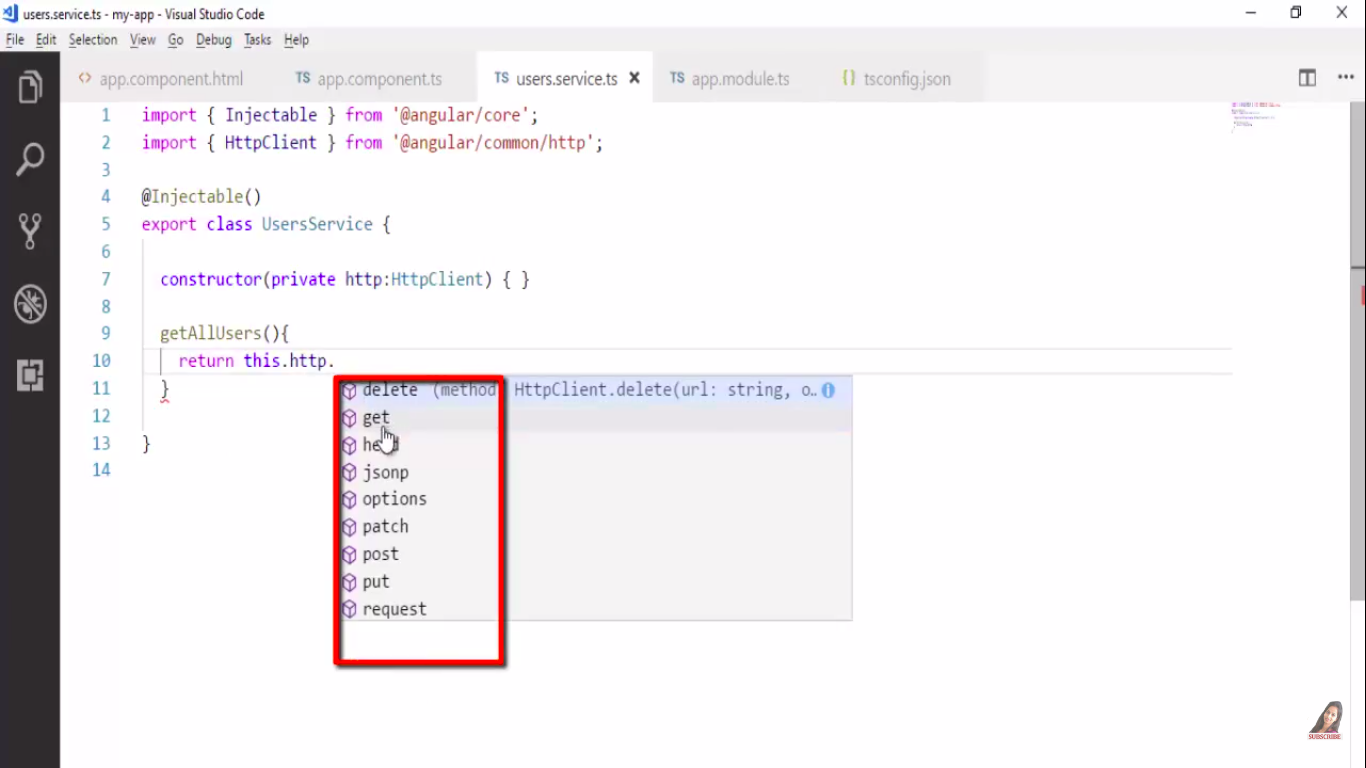 users.service.ts - my-app - Visual Studio Code
File Edit Selection View Go Debug Tasks Help
<> app.component.html TS app.component.ts TS users.service.ts × TS app.module.ts {} tsconfig.json
1 import { Injectable } from '@angular/core';
2 import { HttpClient } from '@angular/common/http';
3
4 @Injectable()
5 export class UsersService {
6
7 constructor(private http:HttpClient) { }
8
9 getAllUsers(){
10 return this.http.
11 }
delete (method HttpClient.delete(url: string, o..
12
get
13 }
head
14
jsonp
options
patch
post
put
request
SUBSCRIBE